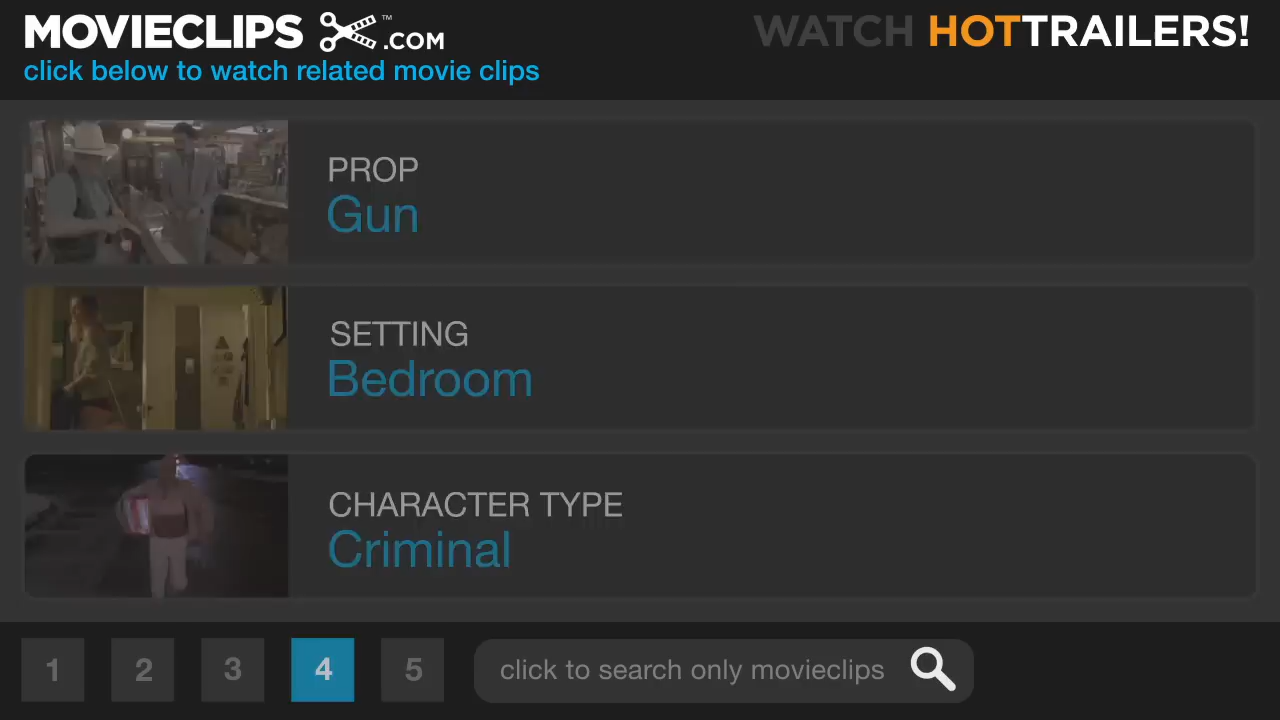 MOVIECLIPS ™ .COM
WATCH HOTTRAILERS!
click below to watch related movie clips
PROP
Gun
SETTING
Bedroom
CHARACTER TYPE
Criminal
1 2 3 4 5 click to search only movieclips